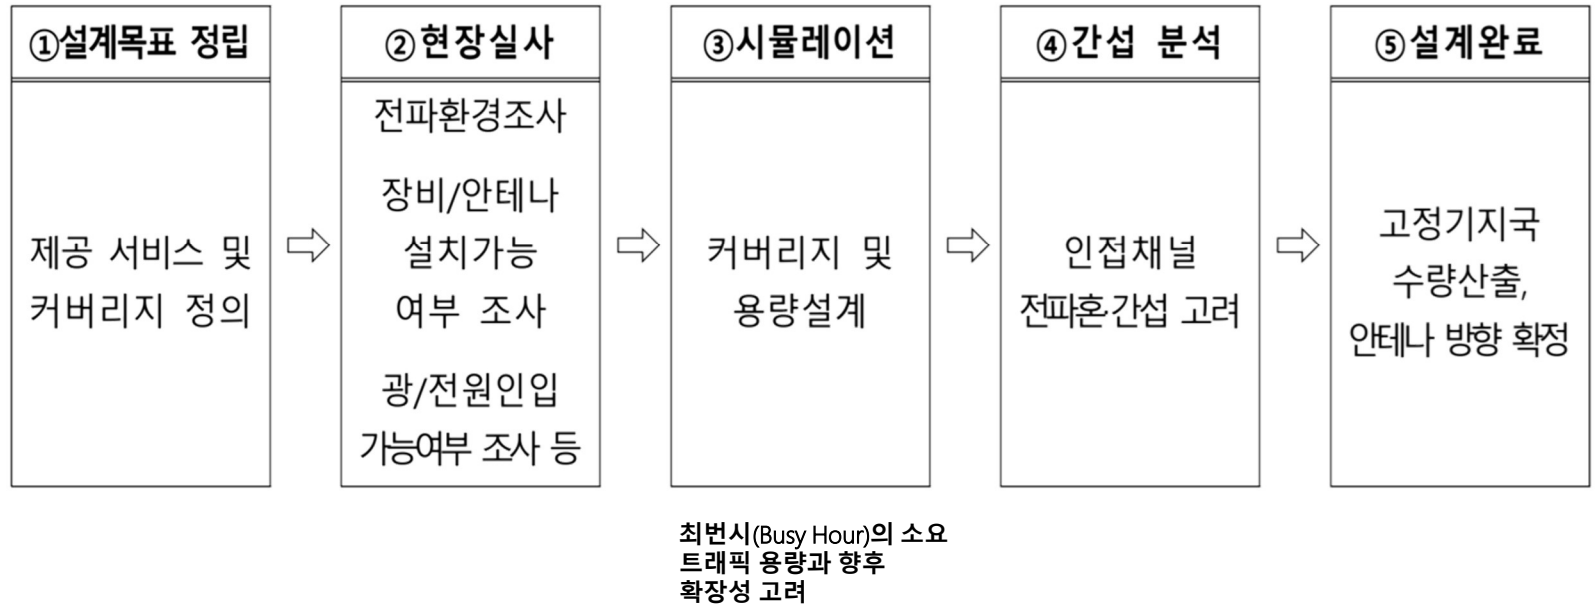 ①설계목표 정립
제공 서비스 및
커버리지 정의
②현장실사
전파환경조사
장비/안테나
설치가능
여부 조사
광/전원인입
가능여부 조사 등
③시뮬레이션
커버리지 및
용량설계
④간섭 분석
인접채널
전파혼·간섭 고려
⑤설계완료
고정기지국
수량산출,
안테나 방향 확정
최번시(Busy Hour)의 소요
트래픽 용량과 향후
확장성 고려